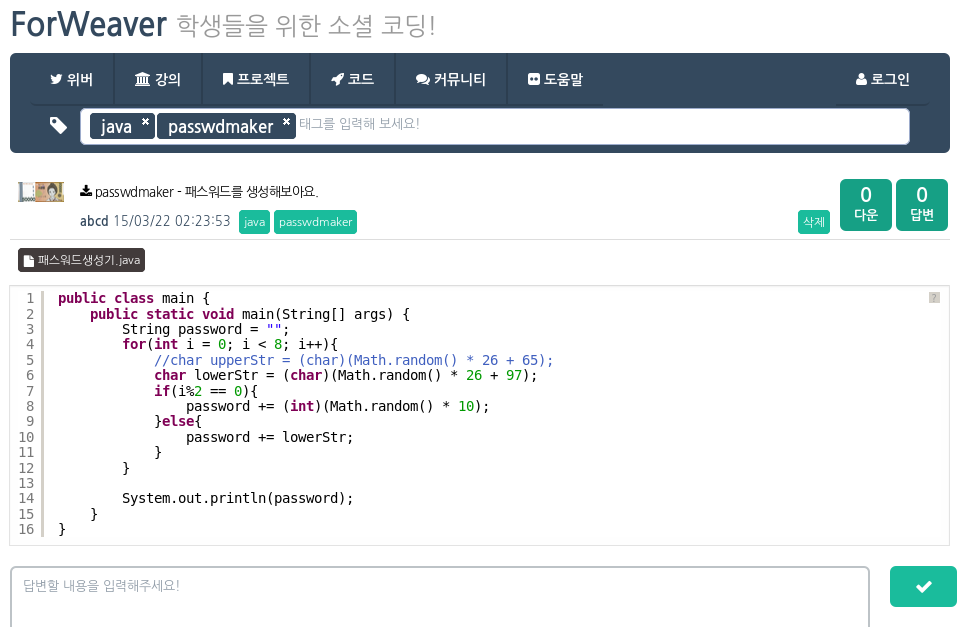 ForWeaver 학생들을 위한 소셜 코딩!
위버 강의 프로젝트 코드 커뮤니티 도움말 로그인
java × passwdmaker × 태그를 입력해 보세요!
passwdmaker - 패스워드를 생성해보아요.
abcd 15/03/22 02:23:53 java passwdmaker 삭제
0 다운
0 답변
패스워드생성기.java
?
1 public class main {
2     public static void main(String[] args) {
3         String password = "";
4         for(int i = 0; i < 8; i++){
5             //char upperStr = (char)(Math.random() * 26 + 65);
6             char lowerStr = (char)(Math.random() * 26 + 97);
7             if(i%2 == 0){
8                 password += (int)(Math.random() * 10);
9             }else{
10                 password += lowerStr;
11             }
12         }
13
14         System.out.println(password);
15     }
16 }
답변할 내용을 입력해주세요!